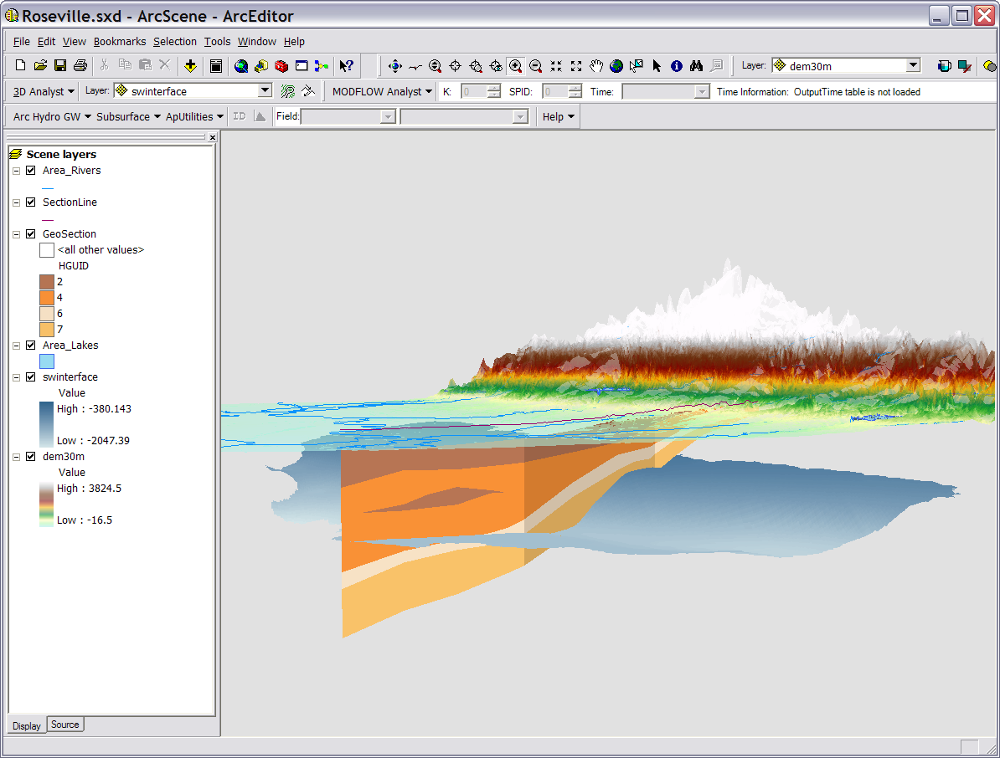 Roseville.sxd - ArcScene - ArcEditor
File Edit View Bookmarks Selection Tools Window Help
Layer: dem30m
3D Analyst Layer: swinterface MODFLOW Analyst K: 0 SPID: 0 Time: Time Information: OutputTime table is not loaded
Arc Hydro GW Subsurface ApUtilities ID Field: Help
Scene layers
Area_Rivers
SectionLine
GeoSection
<all other values>
HGUID
2
4
6
7
Area_Lakes
swinterface
Value
High : -380.143
Low : -2047.39
dem30m
Value
High : 3824.5
Low : -16.5
Display Source